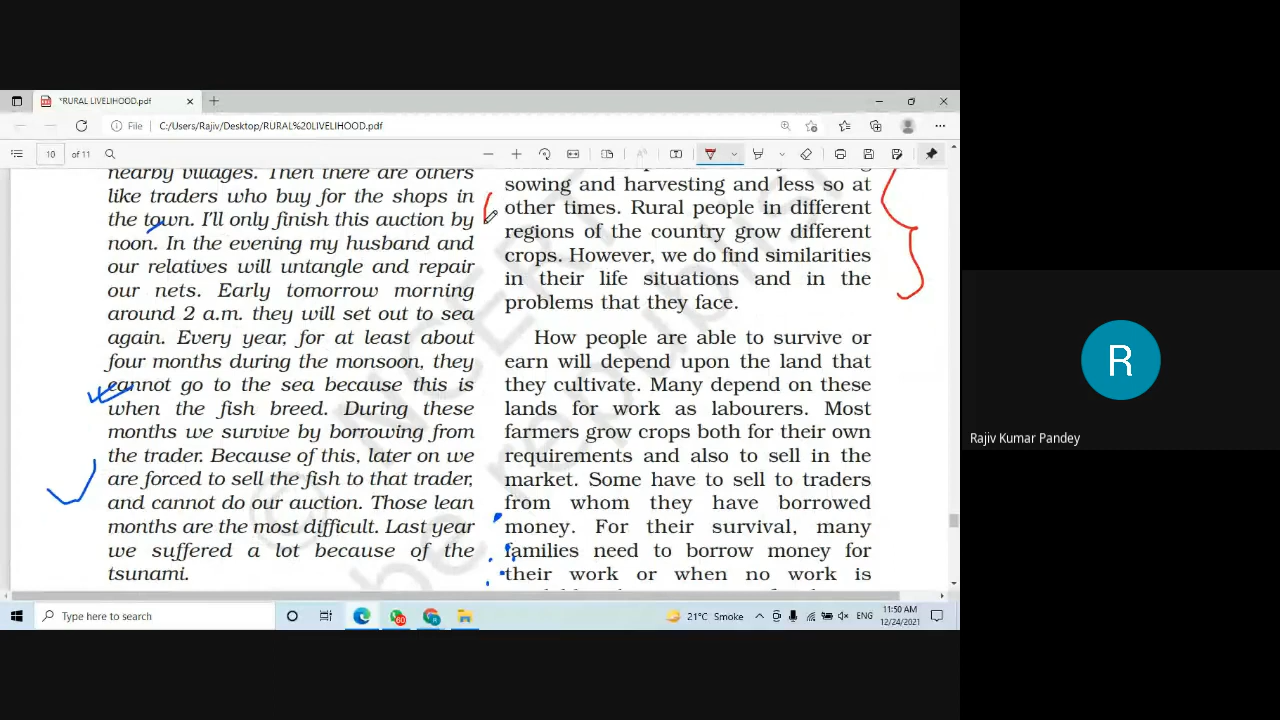 *RURAL LIVELIHOOD.pdf
File
C:/Users/Rajiv/Desktop/RURAL%20LIVELIHOOD.pdf
10 of 11
nearby villages. Then there are others
like traders who buy for the shops in
the town. I'll only finish this auction by
noon. In the evening my husband and
our relatives will untangle and repair
our nets. Early tomorrow morning
around 2 a.m. they will set out to sea
again. Every year, for at least about
four months during the monsoon, they
cannot go to the sea because this is
when the fish breed. During these
months we survive by borrowing from
the trader. Because of this, later on we
are forced to sell the fish to that trader,
and cannot do our auction. Those lean
months are the most difficult. Last year
we suffered a lot because of the
tsunami.
sowing and harvesting and less so at
other times. Rural people in different
regions of the country grow different
crops. However, we do find similarities
in their life situations and in the
problems that they face.
How people are able to survive or
earn will depend upon the land that
they cultivate. Many depend on these
lands for work as labourers. Most
farmers grow crops both for their own
requirements and also to sell in the
market. Some have to sell to traders
from whom they have borrowed
money. For their survival, many
families need to borrow money for
their work or when no work is
© NCERT
be republish
R
Rajiv Kumar Pandey
Type here to search
60
21°C Smoke
ENG
11:50 AM
12/24/2021